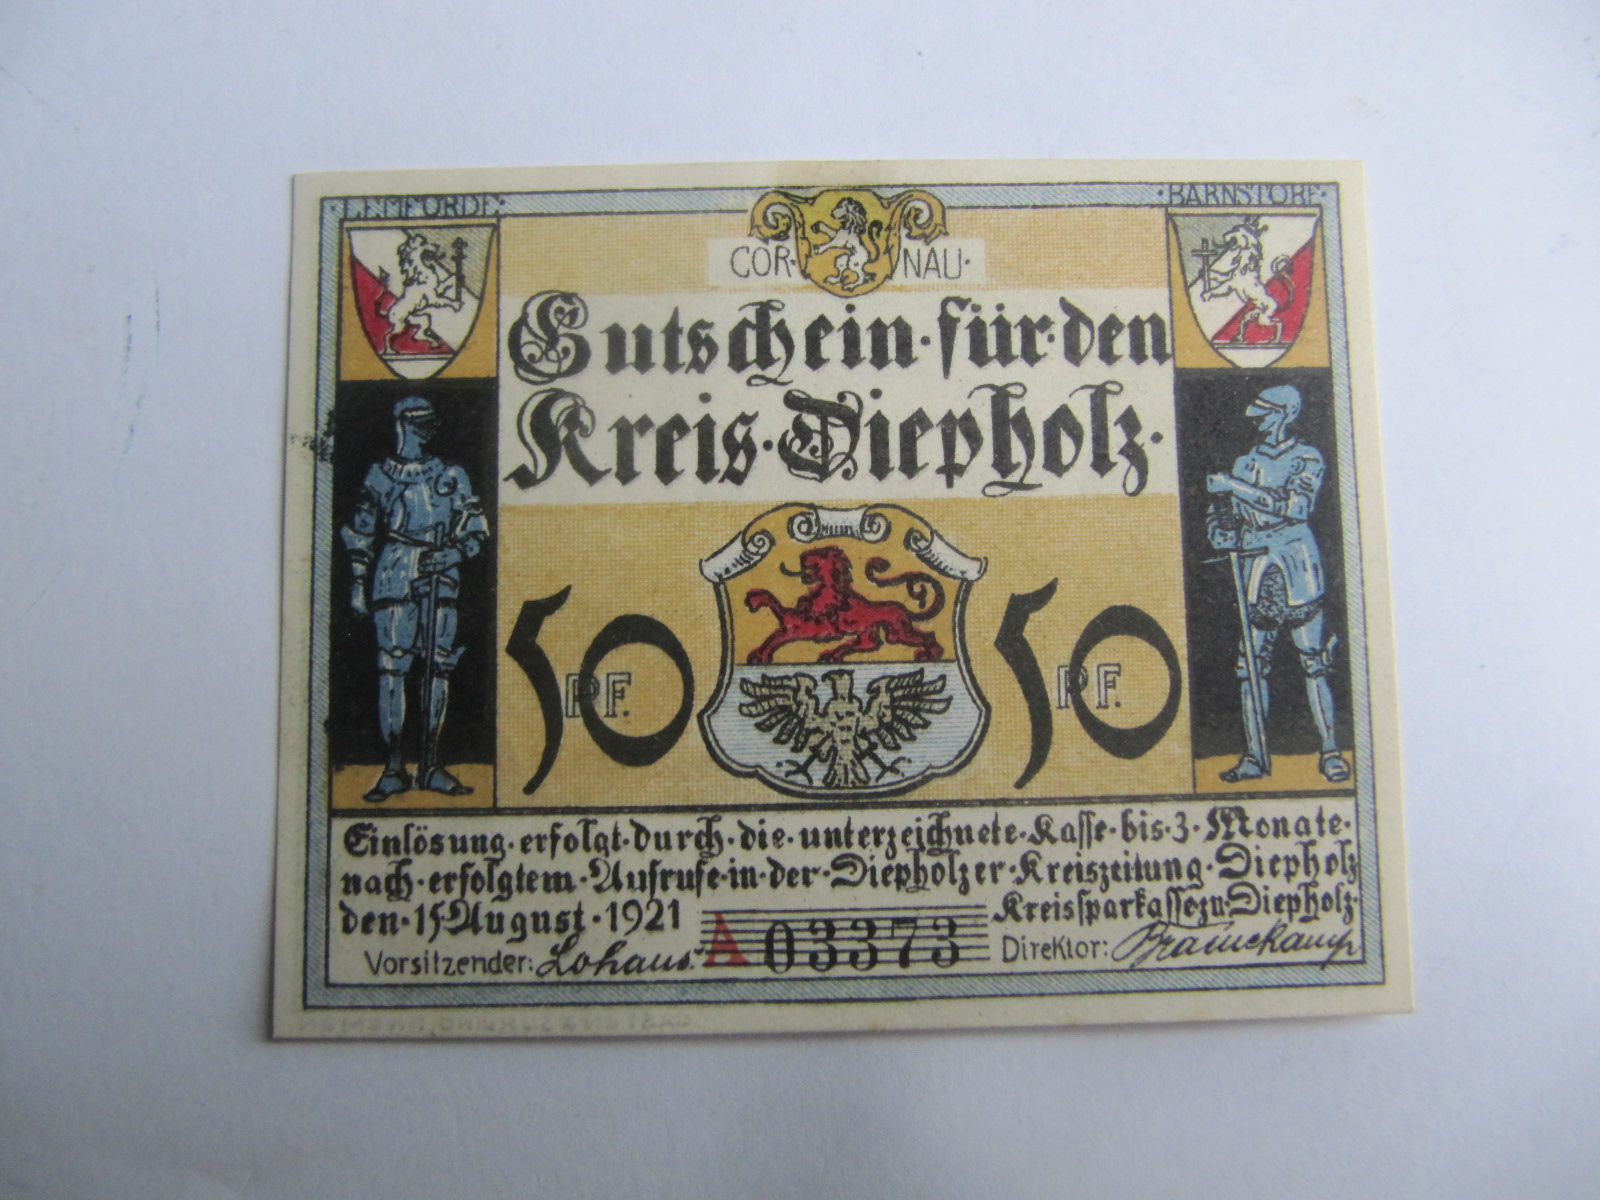 ·LEMFÖRDE·
·BARNSTORF·
COR·NAU·
Gutschein·für·den
Kreis·Diepholz·
50 PF. 50 PF.
Einlösung·erfolgt·durch·die·unterzeichnete·Kasse·bis·3·Monate·
nach·erfolgtem·Aufrufe·in·der·Diepholzer·Kreiszeitung·Diepholz
den·15·August·1921
Kreissparkasse·zu·Diepholz·
Vorsitzender: Lohaus.
A 03373
Direktor: